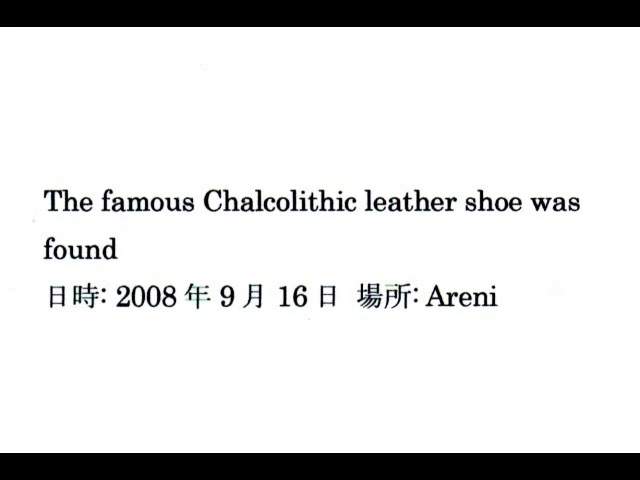 The famous Chalcolithic leather shoe was
found
日時: 2008 年 9 月 16 日 場所: Areni